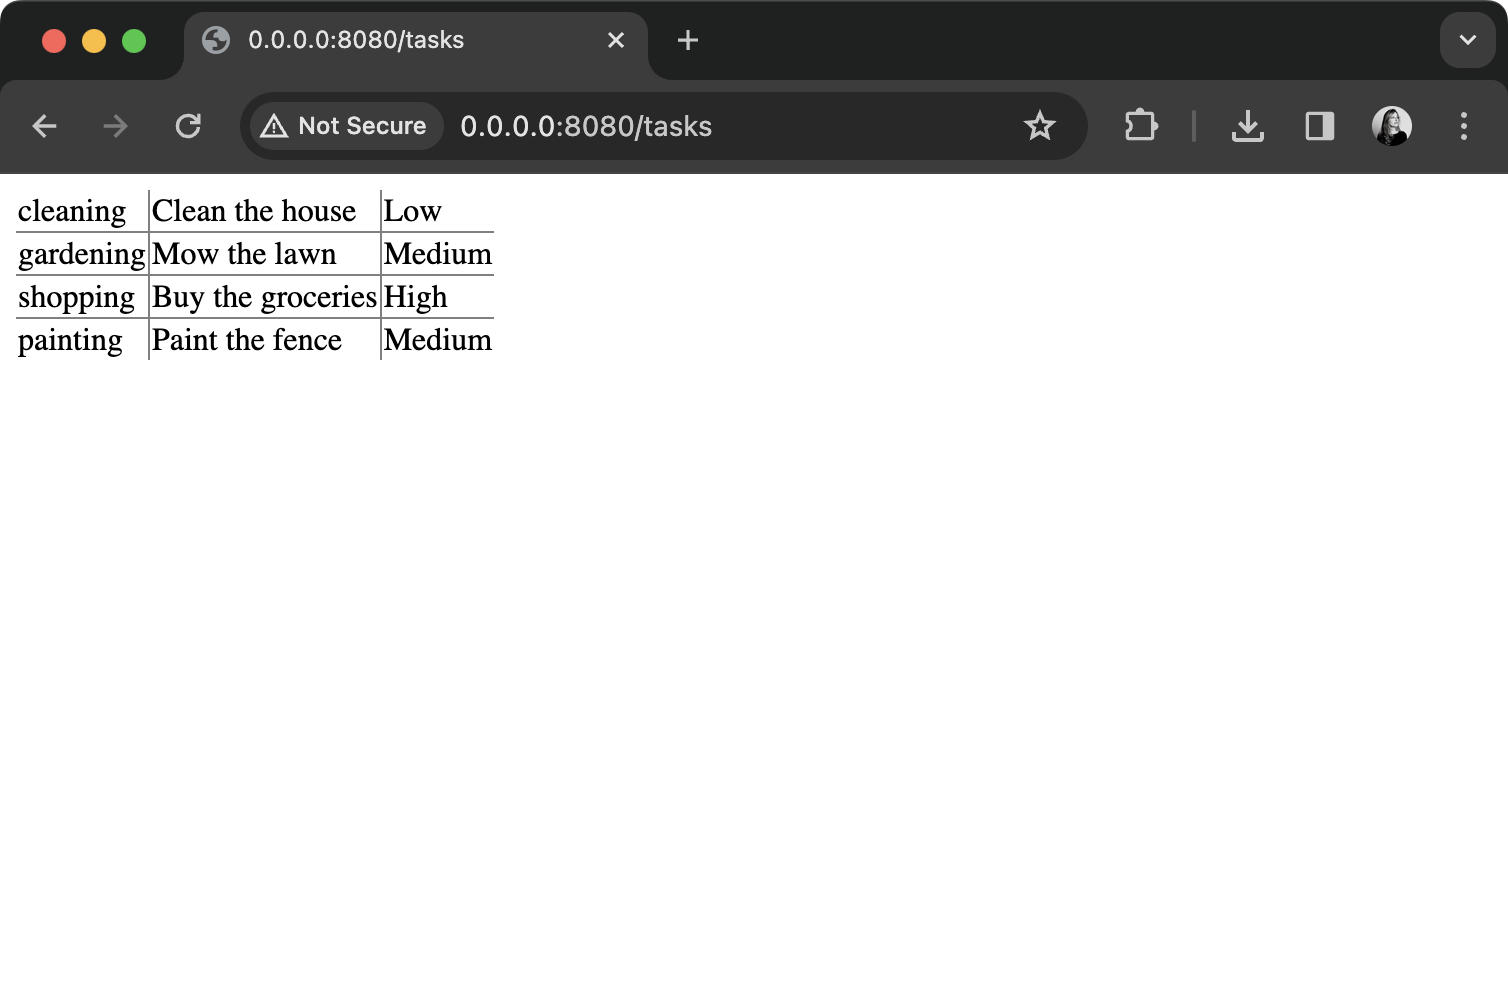 0.0.0.0:8080/tasks
Not Secure 0.0.0.0:8080/tasks
cleaning Clean the house Low
gardening Mow the lawn Medium
shopping Buy the groceries High
painting Paint the fence Medium